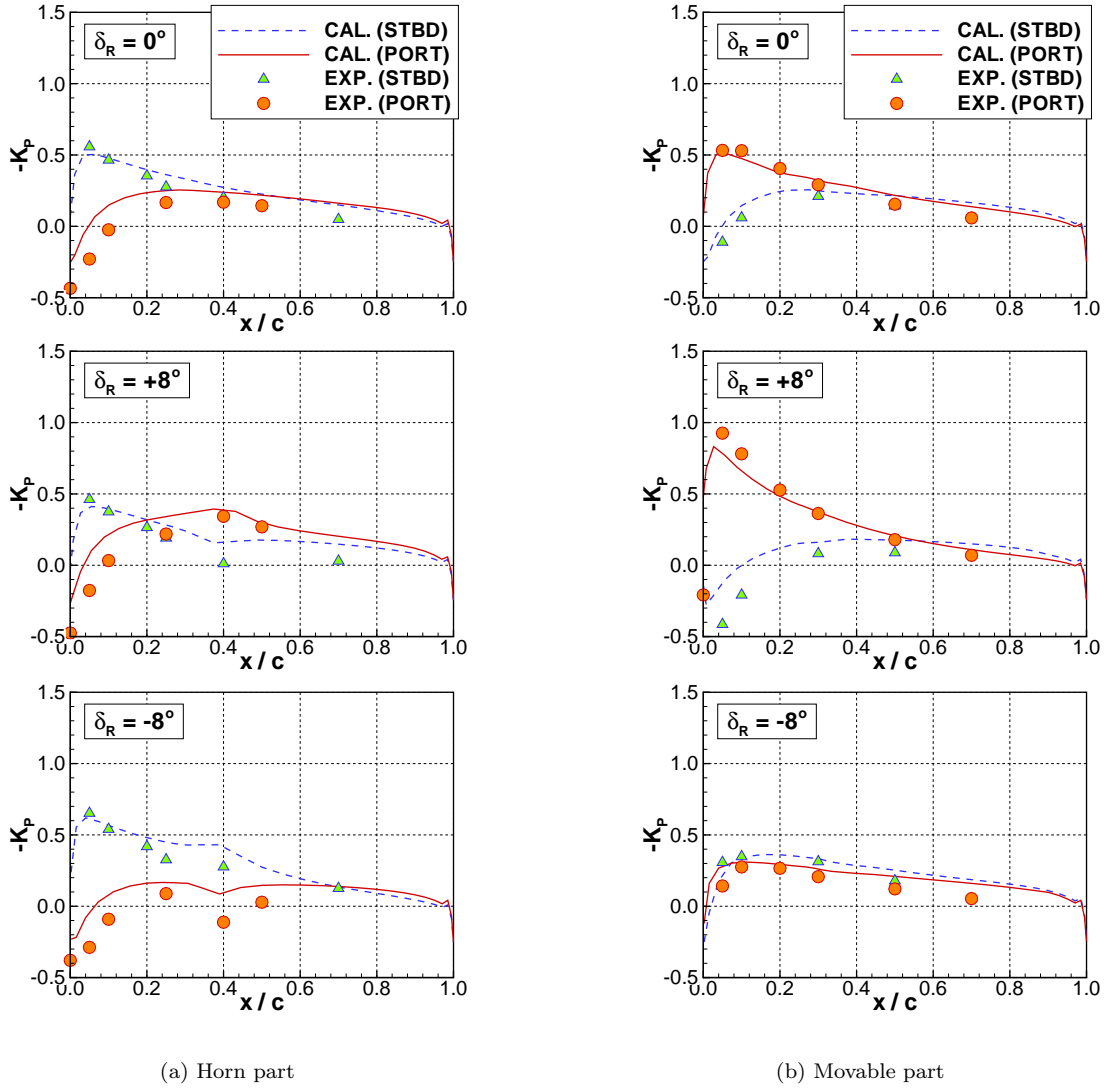 1.5
δR = 0°
CAL. (STBD)
CAL. (PORT)
EXP. (STBD)
EXP. (PORT)
1.0
0.5
0.0
-0.5
-KP
0.0 0.2 0.4 0.6 0.8 1.0
x / c
1.5
δR = 0°
CAL. (STBD)
CAL. (PORT)
EXP. (STBD)
EXP. (PORT)
1.0
0.5
0.0
-0.5
-KP
0.0 0.2 0.4 0.6 0.8 1.0
x / c
1.5
δR = +8°
1.0
0.5
0.0
-0.5
-KP
0.0 0.2 0.4 0.6 0.8 1.0
x / c
1.5
δR = +8°
1.0
0.5
0.0
-0.5
-KP
0.0 0.2 0.4 0.6 0.8 1.0
x / c
1.5
δR = -8°
1.0
0.5
0.0
-0.5
-KP
0.0 0.2 0.4 0.6 0.8 1.0
x / c
1.5
δR = -8°
1.0
0.5
0.0
-0.5
-KP
0.0 0.2 0.4 0.6 0.8 1.0
x / c
(a) Horn part
(b) Movable part